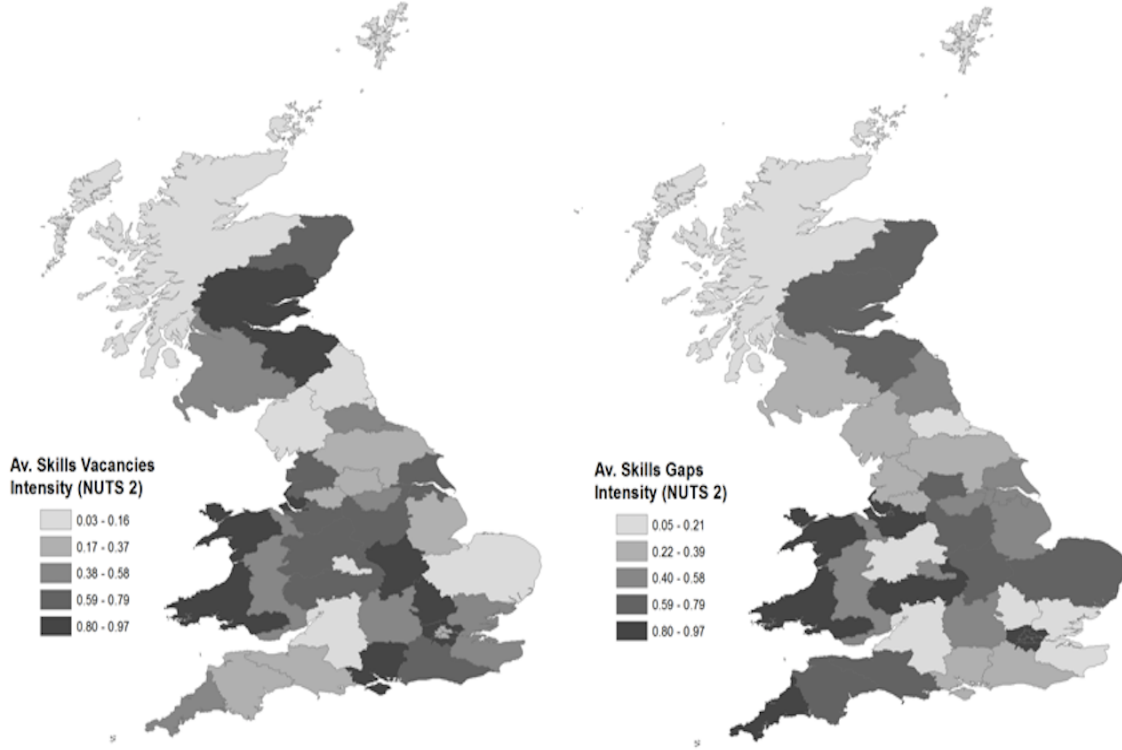 Av. Skills Vacancies
Intensity (NUTS 2)
0.03 - 0.16
0.17 - 0.37
0.38 - 0.58
0.59 - 0.79
0.80 - 0.97
Av. Skills Gaps
Intensity (NUTS 2)
0.05 - 0.21
0.22 - 0.39
0.40 - 0.58
0.59 - 0.79
0.80 - 0.97